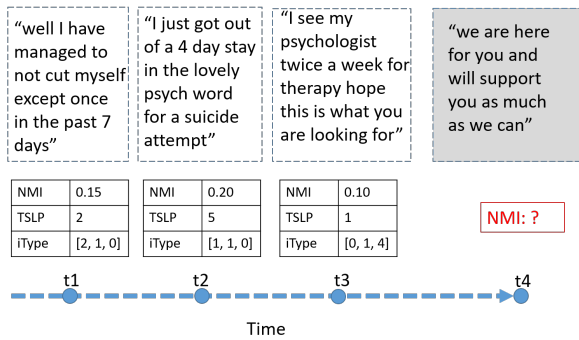 “well I have
managed to
not cut myself
except once
in the past 7
days”
“I just got out
of a 4 day stay
in the lovely
psych word
for a suicide
attempt”
“I see my
psychologist
twice a week for
therapy hope
this is what you
are looking for”
“we are here
for you and
will support
you as much
as we can”
NMI 0.15
TSLP 2
iType [2, 1, 0]
NMI 0.20
TSLP 5
iType [1, 1, 0]
NMI 0.10
TSLP 1
iType [0, 1, 4]
NMI: ?
t1 t2 t3 t4
Time